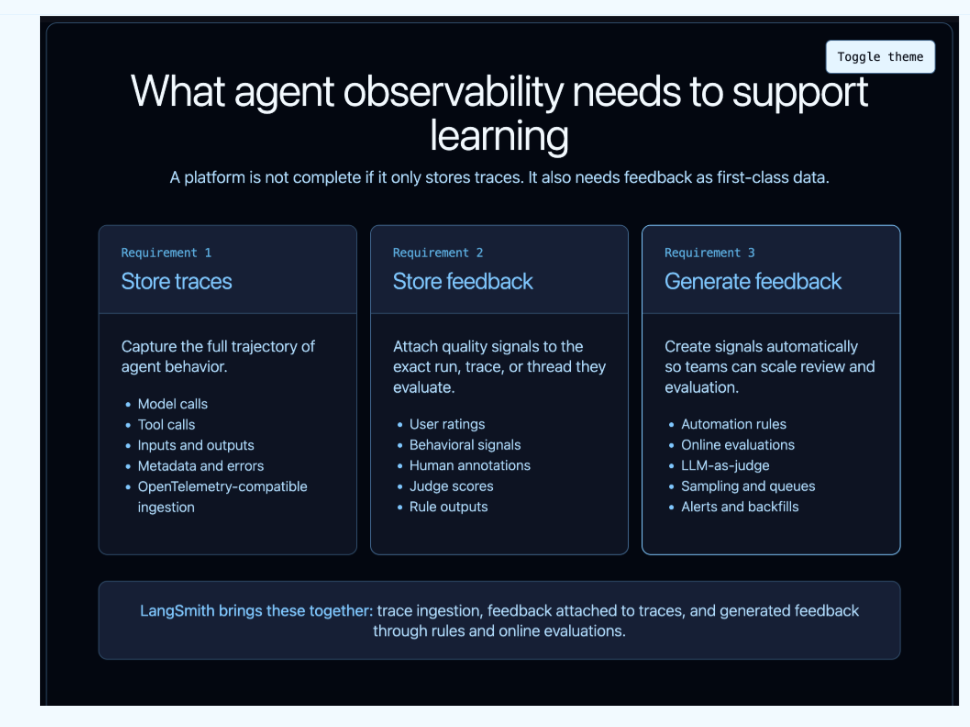 Toggle theme
What agent observability needs to support
learning
A platform is not complete if it only stores traces. It also needs feedback as first-class data.
Requirement 1
Store traces
Capture the full trajectory of
agent behavior.
• Model calls
• Tool calls
• Inputs and outputs
• Metadata and errors
• OpenTelemetry-compatible
ingestion
Requirement 2
Store feedback
Attach quality signals to the
exact run, trace, or thread they
evaluate.
• User ratings
• Behavioral signals
• Human annotations
• Judge scores
• Rule outputs
Requirement 3
Generate feedback
Create signals automatically
so teams can scale review and
evaluation.
• Automation rules
• Online evaluations
• LLM-as-judge
• Sampling and queues
• Alerts and backfills
LangSmith brings these together: trace ingestion, feedback attached to traces, and generated feedback
through rules and online evaluations.